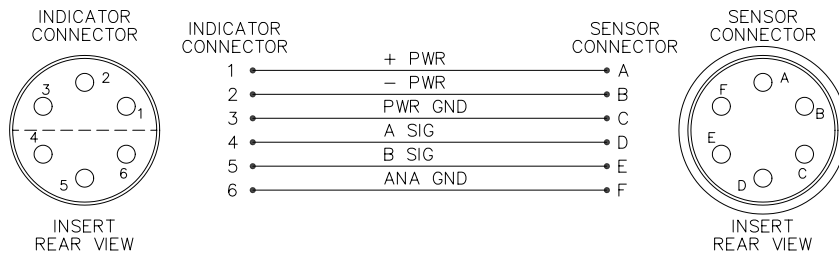 INDICATOR
CONNECTOR
2
3
1
4
6
5
INSERT
REAR VIEW
INDICATOR
CONNECTOR
SENSOR
CONNECTOR
1 + PWR A
2 - PWR B
3 PWR GND C
4 A SIG D
5 B SIG E
6 ANA GND F
SENSOR
CONNECTOR
A
F
B
E
C
D
INSERT
REAR VIEW